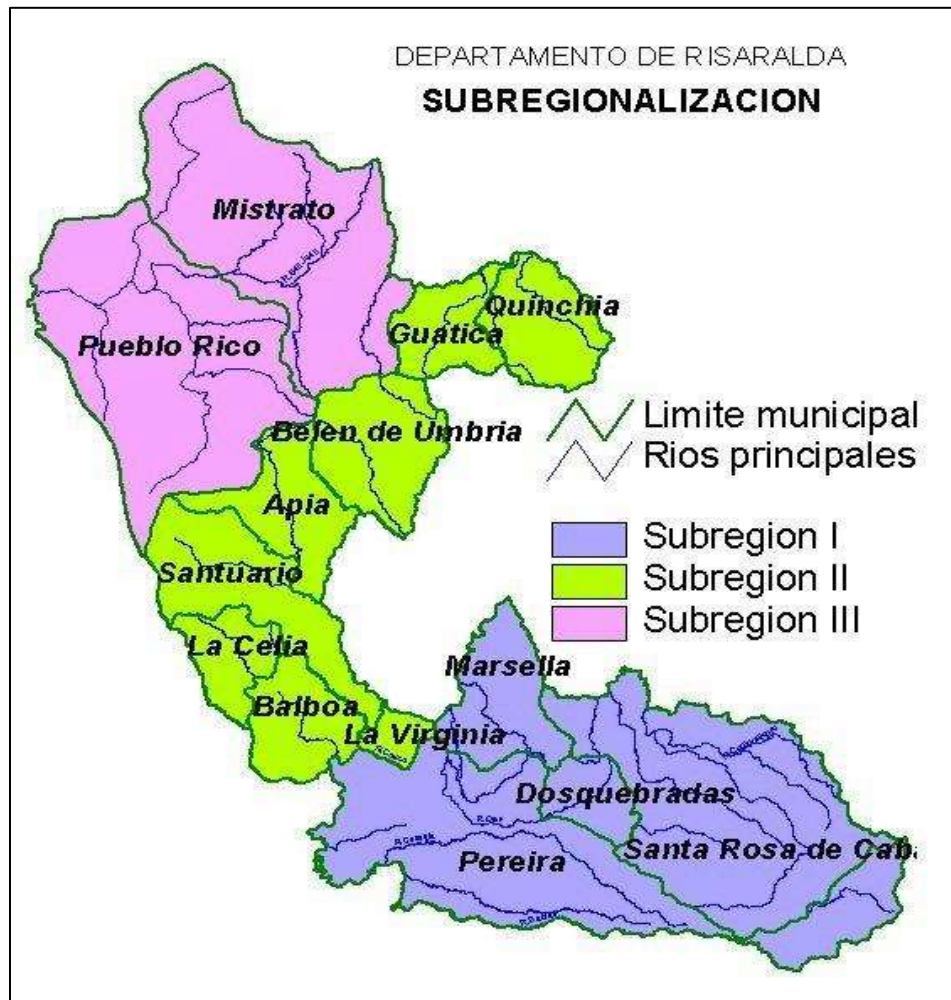 DEPARTAMENTO DE RISARALDA
SUBREGIONALIZACION
Mistrato
Quinchia
Guatica
Pueblo Rico
Limite municipal
Belen de Umbria
Rios principales
Apia
Subregion I
Santuario
Subregion II
Subregion III
La Celia
Marsella
Balboa
La Virginia
Dosquebradas
Santa Rosa de Cab
Pereira